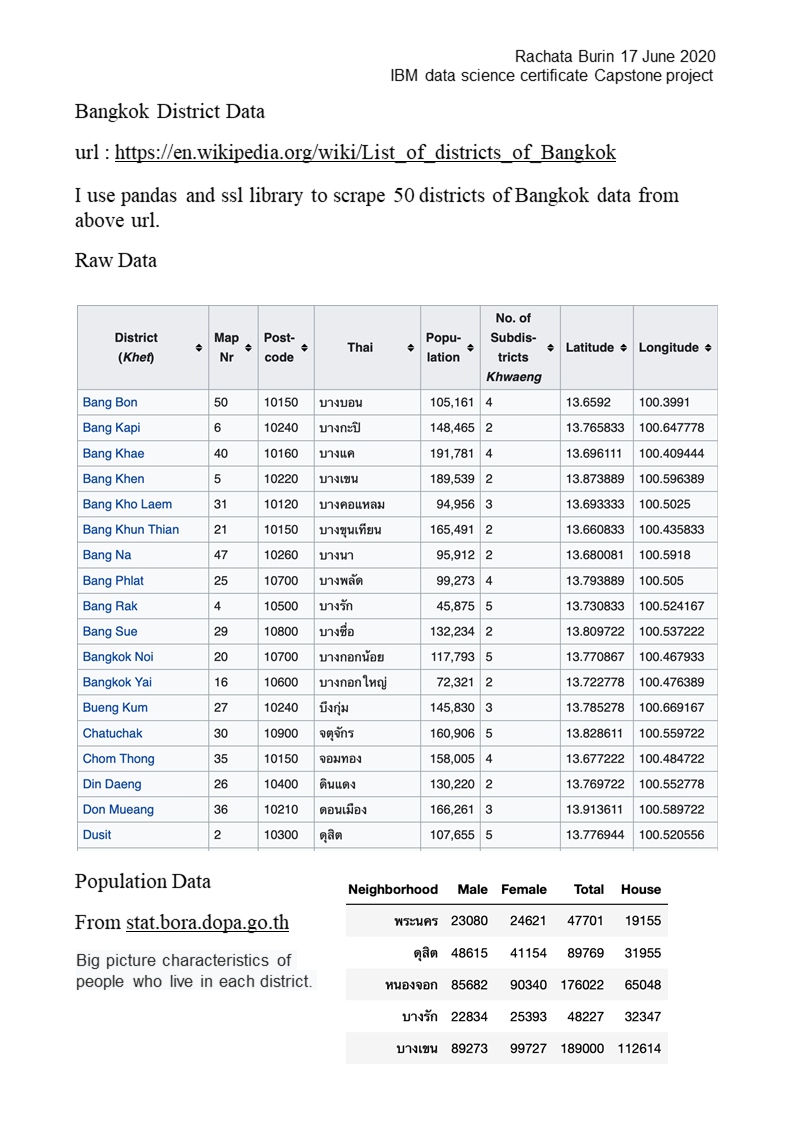 Rachata Burin 17 June 2020
IBM data science certificate Capstone project
Bangkok District Data
url : https://en.wikipedia.org/wiki/List_of_districts_of_Bangkok
I use pandas and ssl library to scrape 50 districts of Bangkok data from
above url.
Raw Data
District (Khet) Map Nr Post-code Thai Popu-lation No. of Subdis-tricts Khwaeng Latitude Longitude
Bang Bon 50 10150 บางบอน 105,161 4 13.6592 100.3991
Bang Kapi 6 10240 บางกะปิ 148,465 2 13.765833 100.647778
Bang Khae 40 10160 บางแค 191,781 4 13.696111 100.409444
Bang Khen 5 10220 บางเขน 189,539 2 13.873889 100.596389
Bang Kho Laem 31 10120 บางคอแหลม 94,956 3 13.693333 100.5025
Bang Khun Thian 21 10150 บางขุนเทียน 165,491 2 13.660833 100.435833
Bang Na 47 10260 บางนา 95,912 2 13.680081 100.5918
Bang Phlat 25 10700 บางพลัด 99,273 4 13.793889 100.505
Bang Rak 4 10500 บางรัก 45,875 5 13.730833 100.524167
Bang Sue 29 10800 บางซื่อ 132,234 2 13.809722 100.537222
Bangkok Noi 20 10700 บางกอกน้อย 117,793 5 13.770867 100.467933
Bangkok Yai 16 10600 บางกอกใหญ่ 72,321 2 13.722778 100.476389
Bueng Kum 27 10240 บึงกุ่ม 145,830 3 13.785278 100.669167
Chatuchak 30 10900 จตุจักร 160,906 5 13.828611 100.559722
Chom Thong 35 10150 จอมทอง 158,005 4 13.677222 100.484722
Din Daeng 26 10400 ดินแดง 130,220 2 13.769722 100.552778
Don Mueang 36 10210 ดอนเมือง 166,261 3 13.913611 100.589722
Dusit 2 10300 ดุสิต 107,655 5 13.776944 100.520556
Population Data
From stat.bora.dopa.go.th
Big picture characteristics of
people who live in each district.
Neighborhood Male Female Total House
พระนคร 23080 24621 47701 19155
ดุสิต 48615 41154 89769 31955
หนองจอก 85682 90340 176022 65048
บางรัก 22834 25393 48227 32347
บางเขน 89273 99727 189000 112614